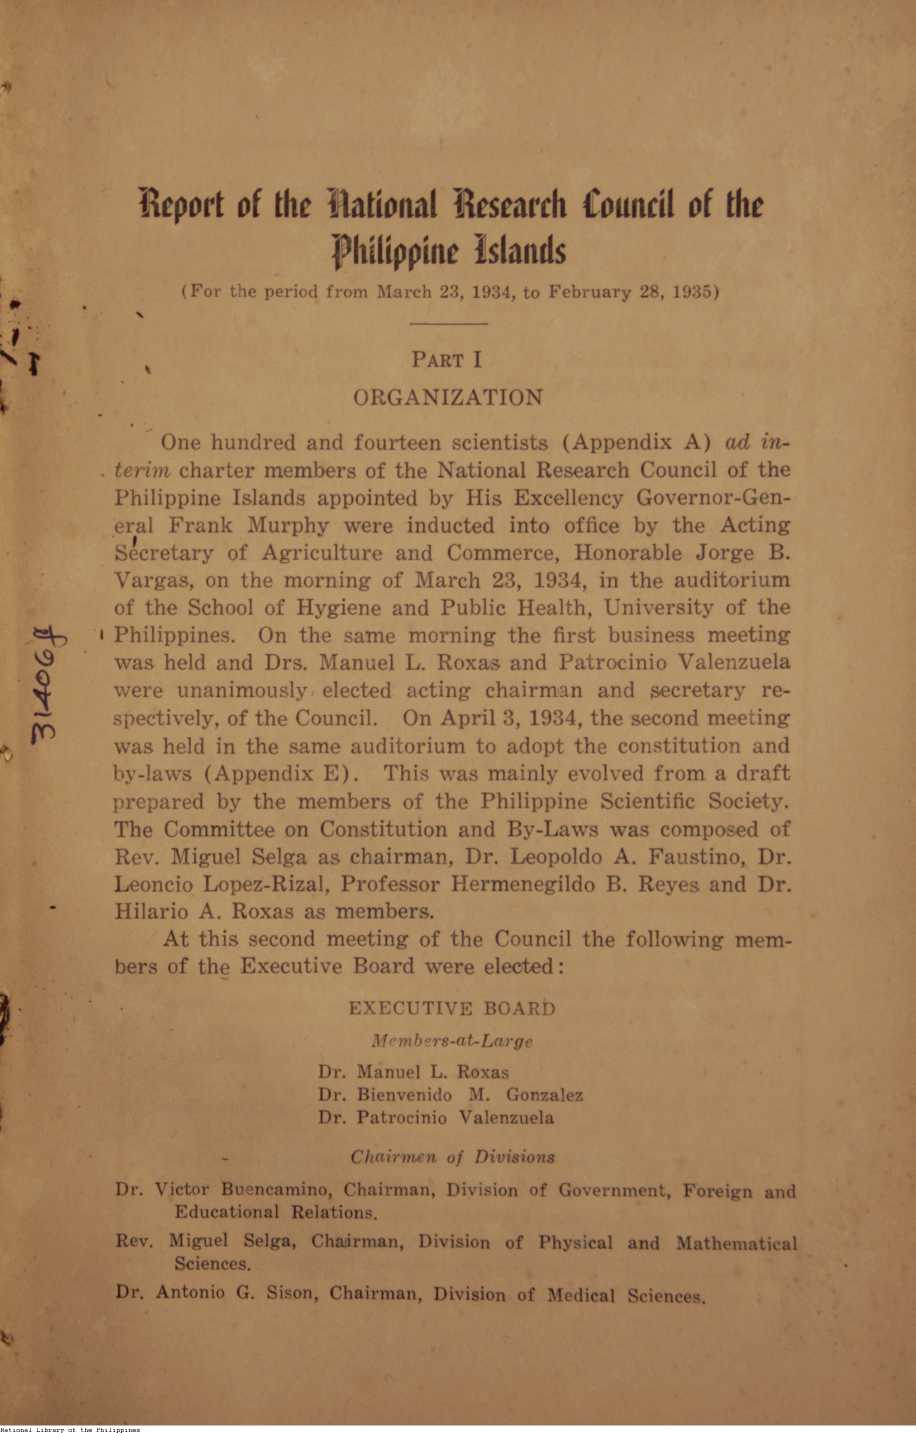 Report of the National Research Council of the
Philippine Islands
(For the period from March 23, 1934, to February 28, 1935)
PART I
ORGANIZATION
One hundred and fourteen scientists (Appendix A) ad in-
terim charter members of the National Research Council of the
Philippine Islands appointed by His Excellency Governor-Gen-
eral Frank Murphy were inducted into office by the Acting
Secretary of Agriculture and Commerce, Honorable Jorge B.
Vargas, on the morning of March 23, 1934, in the auditorium
of the School of Hygiene and Public Health, University of the
Philippines. On the same morning the first business meeting
was held and Drs. Manuel L. Roxas and Patrocinio Valenzuela
were unanimously elected acting chairman and secretary re-
spectively, of the Council. On April 3, 1934, the second meeting
was held in the same auditorium to adopt the constitution and
by-laws (Appendix E). This was mainly evolved from a draft
prepared by the members of the Philippine Scientific Society.
The Committee on Constitution and By-Laws was composed of
Rev. Miguel Selga as chairman, Dr. Leopoldo A. Faustino, Dr.
Leoncio Lopez-Rizal, Professor Hermenegildo B. Reyes and Dr.
Hilario A. Roxas as members.
At this second meeting of the Council the following mem-
bers of the Executive Board were elected:
EXECUTIVE BOARD
Members-at-Large
Dr. Manuel L. Roxas
Dr. Bienvenido M. Gonzalez
Dr. Patrocinio Valenzuela
Chairmen of Divisions
Dr. Victor Buencamino, Chairman, Division of Government, Foreign and
Educational Relations.
Rev. Miguel Selga, Chairman, Division of Physical and Mathematical
Sciences.
Dr. Antonio G. Sison, Chairman, Division of Medical Sciences.
National Library of the Philippines